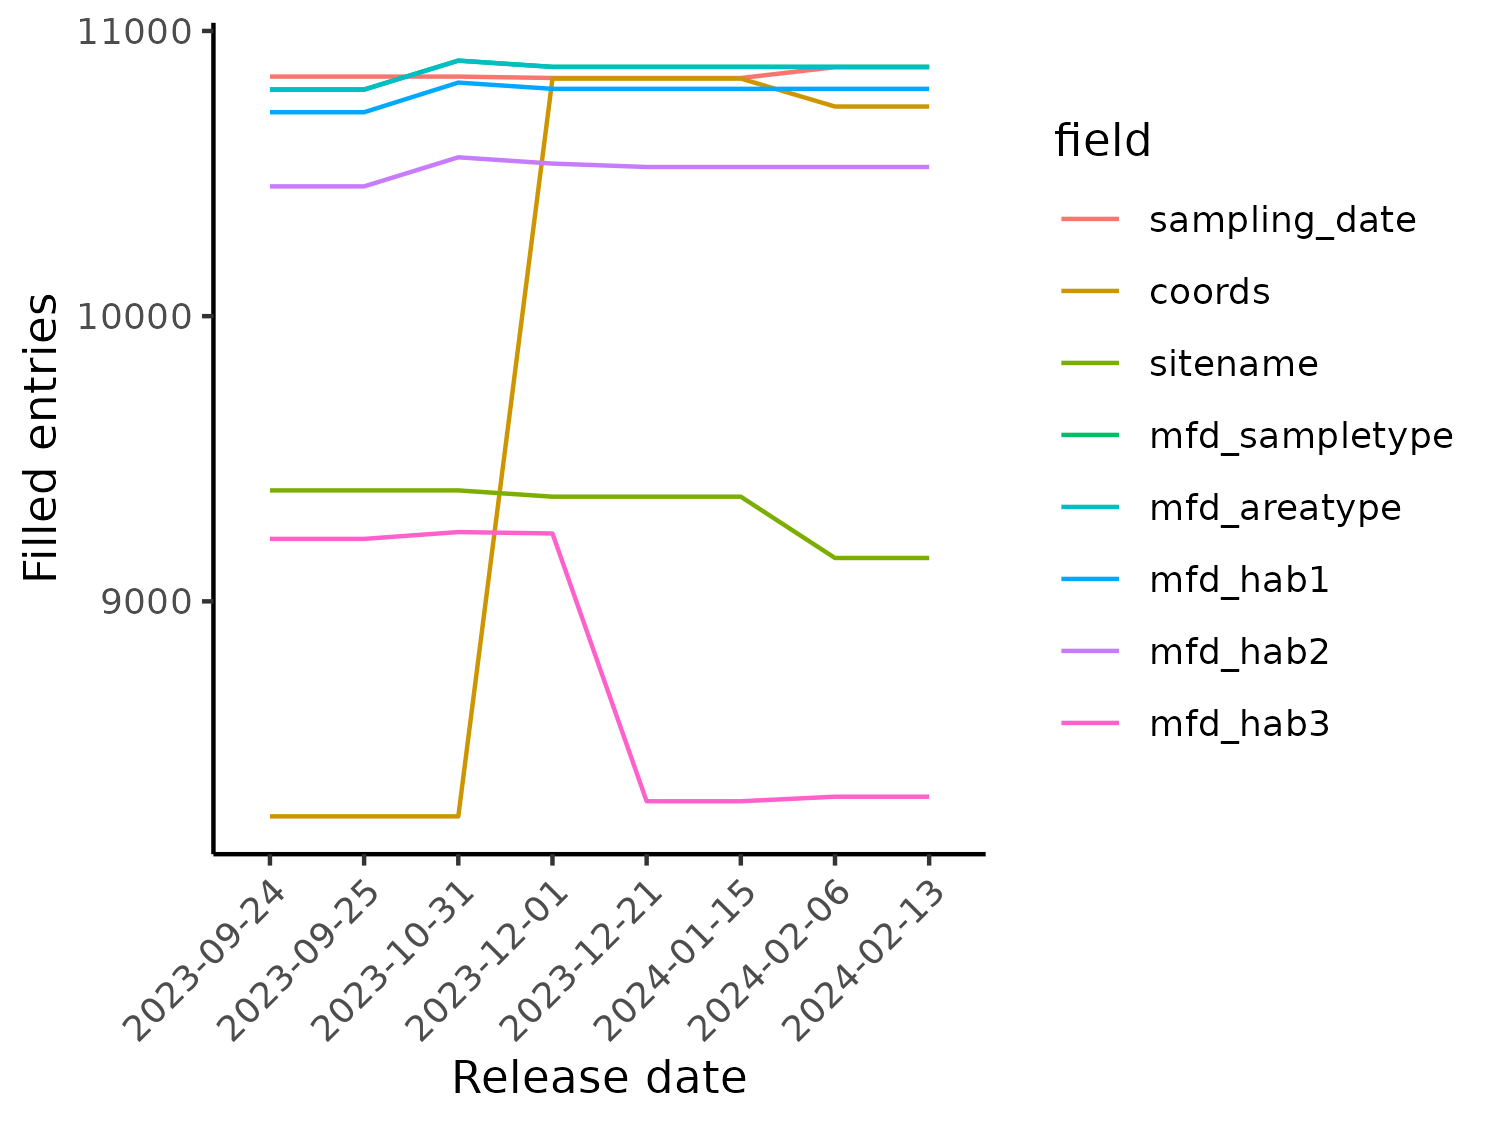 11000
10000
9000
Filled entries
2023-09-24
2023-09-25
2023-10-31
2023-12-01
2023-12-21
2024-01-15
2024-02-06
2024-02-13
Release date
field
sampling_date
coords
sitename
mfd_sampletype
mfd_areatype
mfd_hab1
mfd_hab2
mfd_hab3